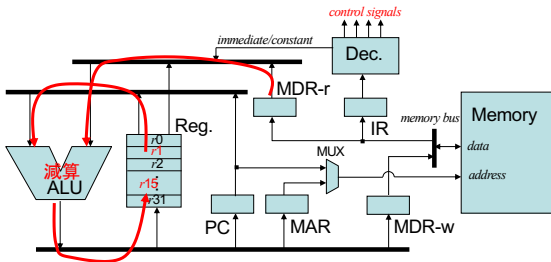 control signals
immediate/constant
Dec.
MDR-r
Memory
Reg.
IR
memory bus
r0
r1
r2
r15
r31
減算
ALU
MUX
data
address
PC
MAR
MDR-w